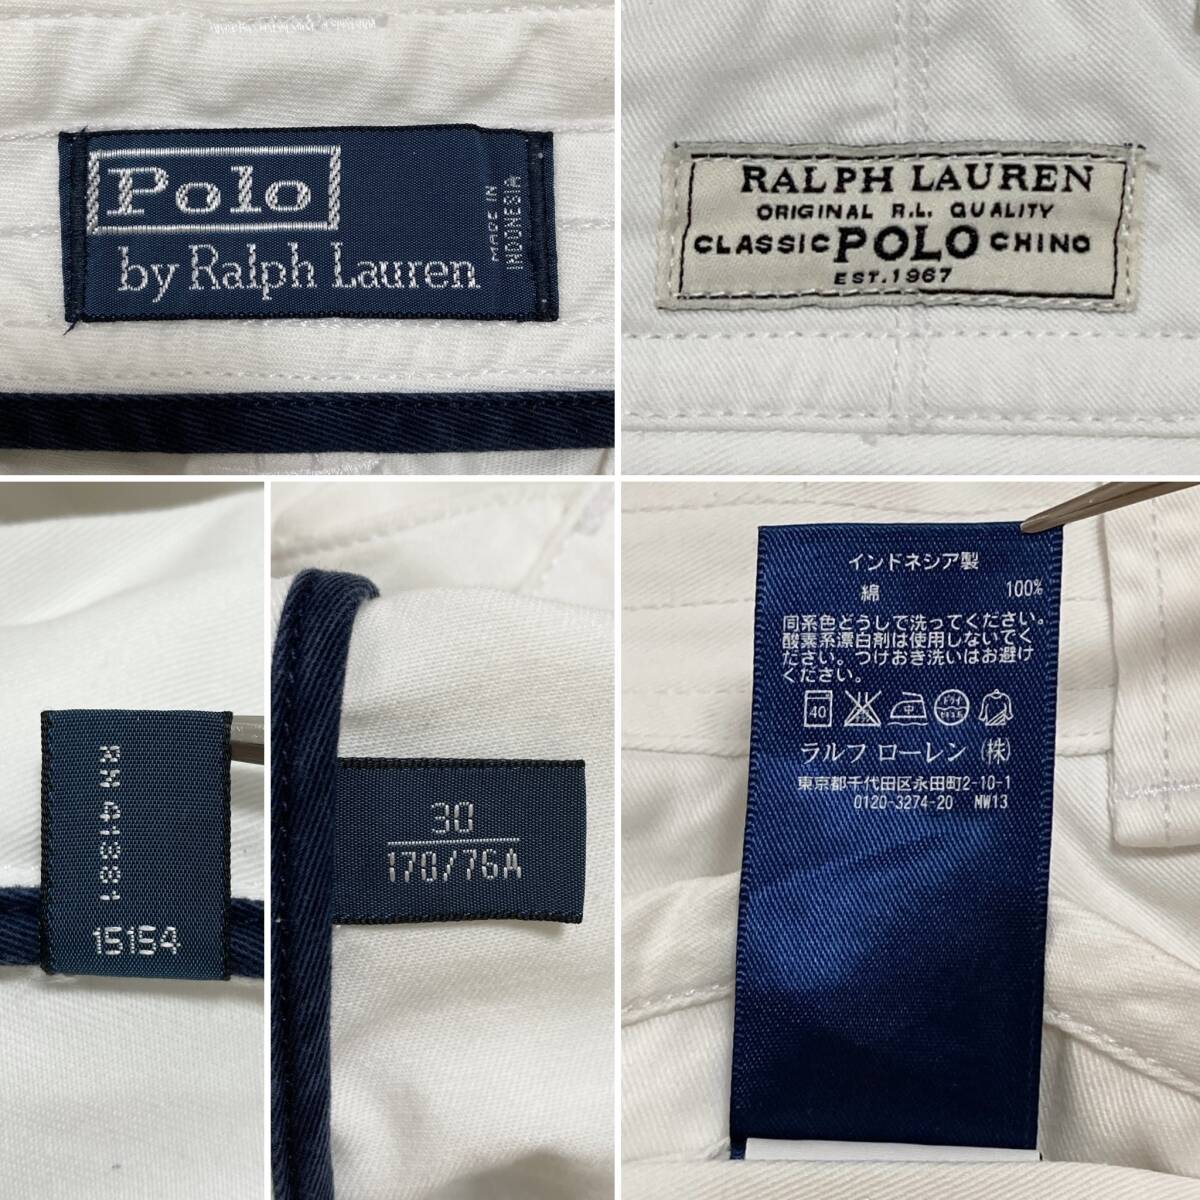 Polo
by Ralph Lauren
MADE IN
INDONESIA
RALPH LAUREN
ORIGINAL R.L. QUALITY
CLASSIC POLO CHINO
EST. 1967
RN 41381
15154
30
170/76A
インドネシア製
綿 100%
同系色どうしで洗ってください。
酸素系漂白剤は使用しないでく
ださい。つけおき洗いはお避け
ください。
40 中 ドライ
ラルフ ローレン (株)
東京都千代田区永田町2-10-1
0120-3274-20 MW13